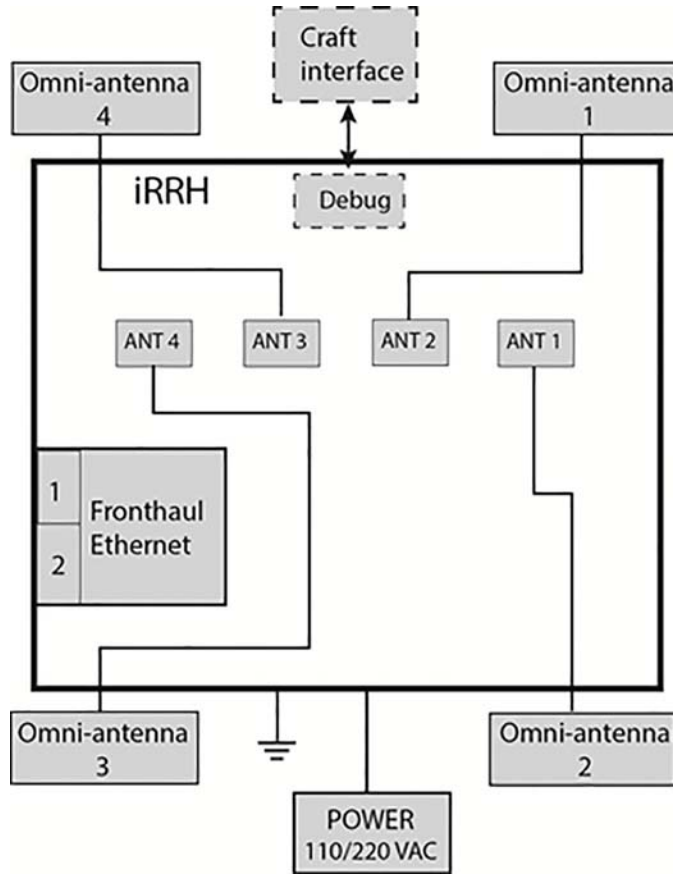 Craft
interface
Omni-antenna
4
Omni-antenna
1
iRRH
Debug
ANT 4
ANT 3
ANT 2
ANT 1
1
2
Fronthaul
Ethernet
Omni-antenna
3
Omni-antenna
2
POWER
110/220 VAC